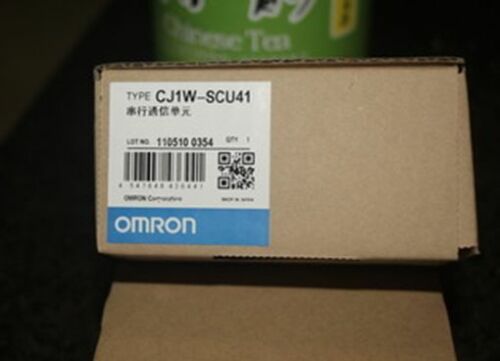 Chinese Tea
TYPE CJ1W-SCU41
串行通信单元
LOT NO. 110510 0354 QTY 1
OMRON Corporation MADE IN JAPAN
OMRON